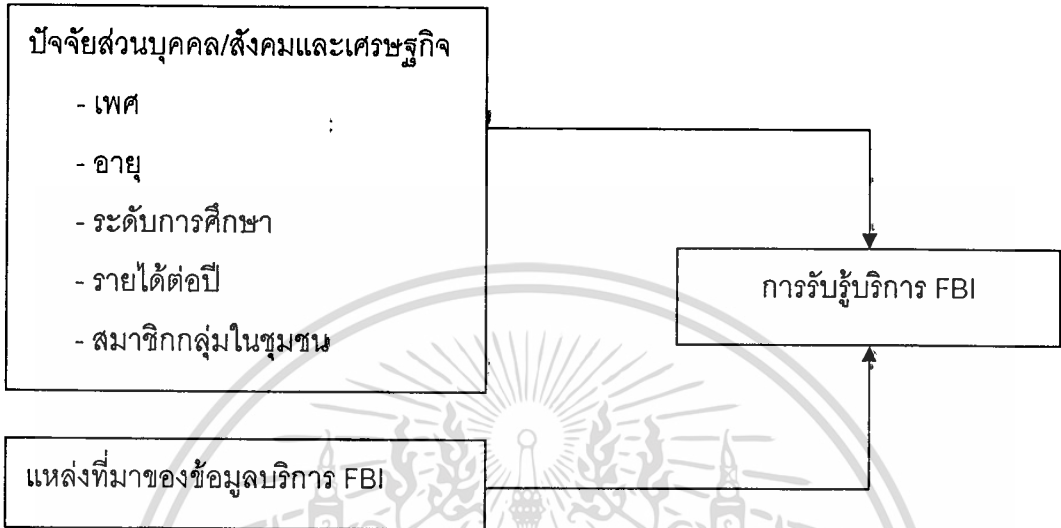 ปัจจัยส่วนบุคคล/สังคมและเศรษฐกิจ
- เพศ
- อายุ
- ระดับการศึกษา
- รายได้ต่อปี
- สมาชิกกลุ่มในชุมชน
การรับรู้บริการ FBI
แหล่งที่มาของข้อมูลบริการ FBI